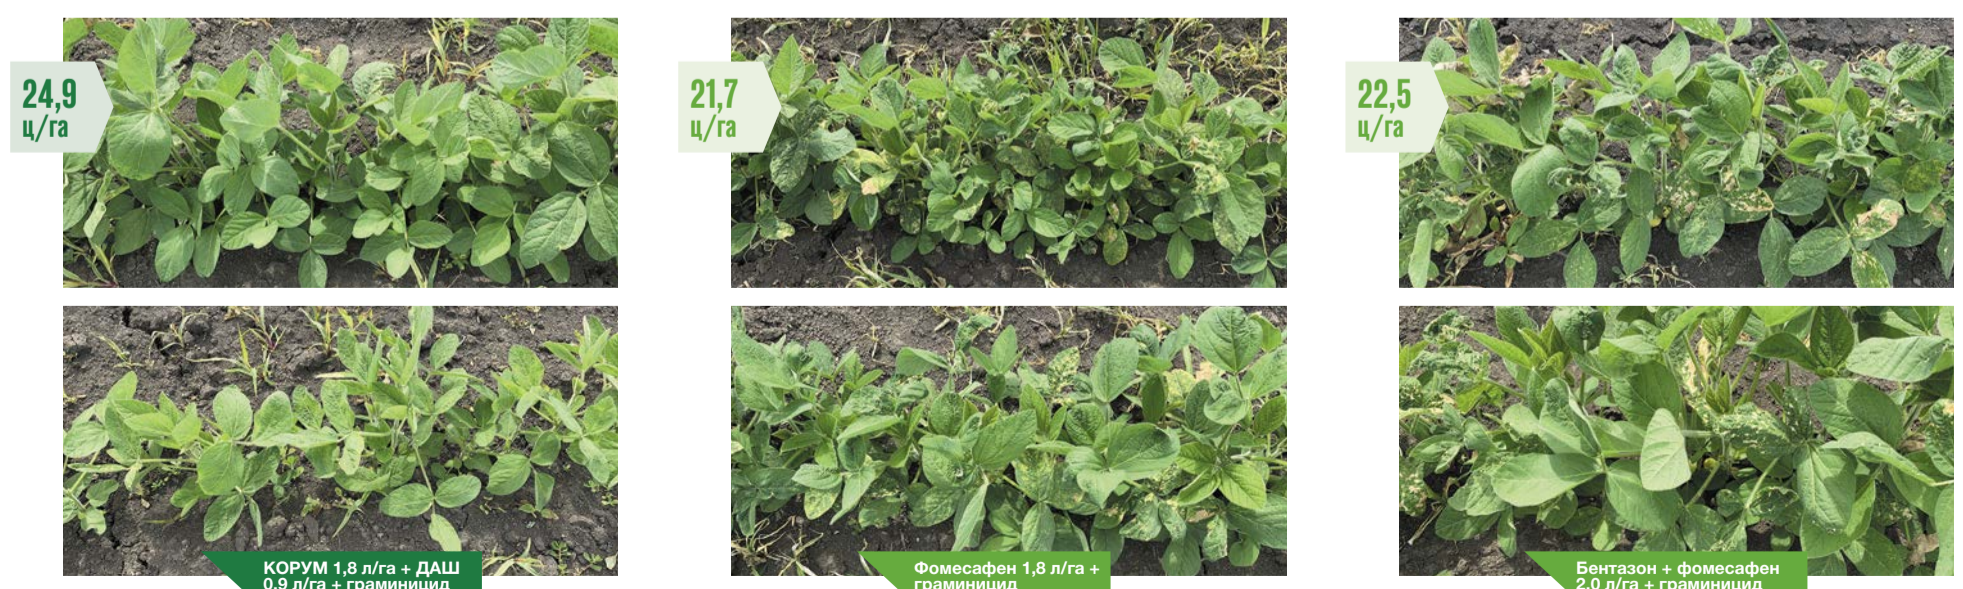 24,9
ц/га
21,7
ц/га
22,5
ц/га
КОРУМ 1,8 л/га + ДАШ
0,9 л/га + граминицид
Фомесафен 1,8 л/га +
граминицид
Бентазон + фомесафен
2,0 л/га + граминицид